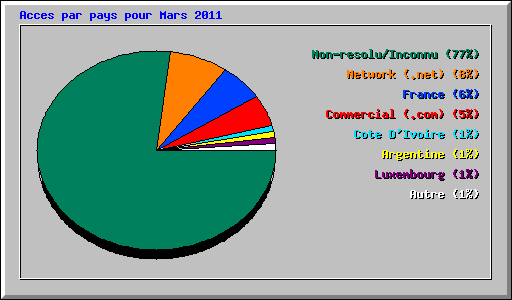 Acces par pays pour Mars 2011
Non-resolu/Inconnu (77%)
Network (.net) (8%)
France (6%)
Commercial (.com) (5%)
Cote D'Ivoire (1%)
Argentine (1%)
Luxembourg (1%)
Autre (1%)